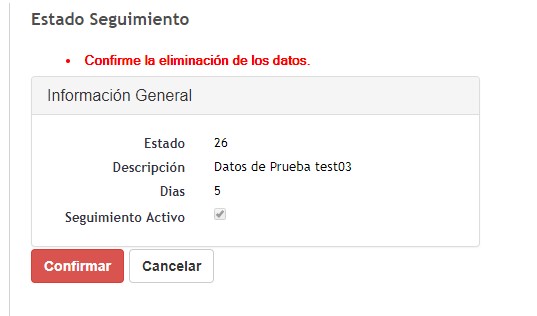 Estado Seguimiento
• Confirme la eliminación de los datos.
Información General
Estado 26
Descripción Datos de Prueba test03
Dias 5
Seguimiento Activo
Confirmar Cancelar